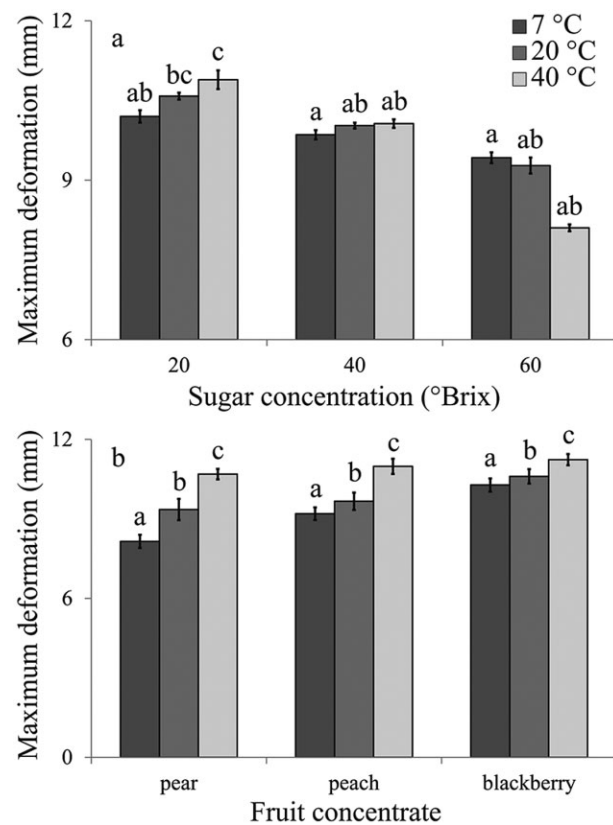 12
a
c
7 °C
bc
20 °C
ab
40 °C
a
ab
ab
a
ab
9
ab
6
Maximum deformation (mm)
20
40
60
Sugar concentration (°Brix)
12
b
c
c
c
b
b
a
b
a
a
6
0
Maximum deformation (mm)
pear
peach
blackberry
Fruit concentrate